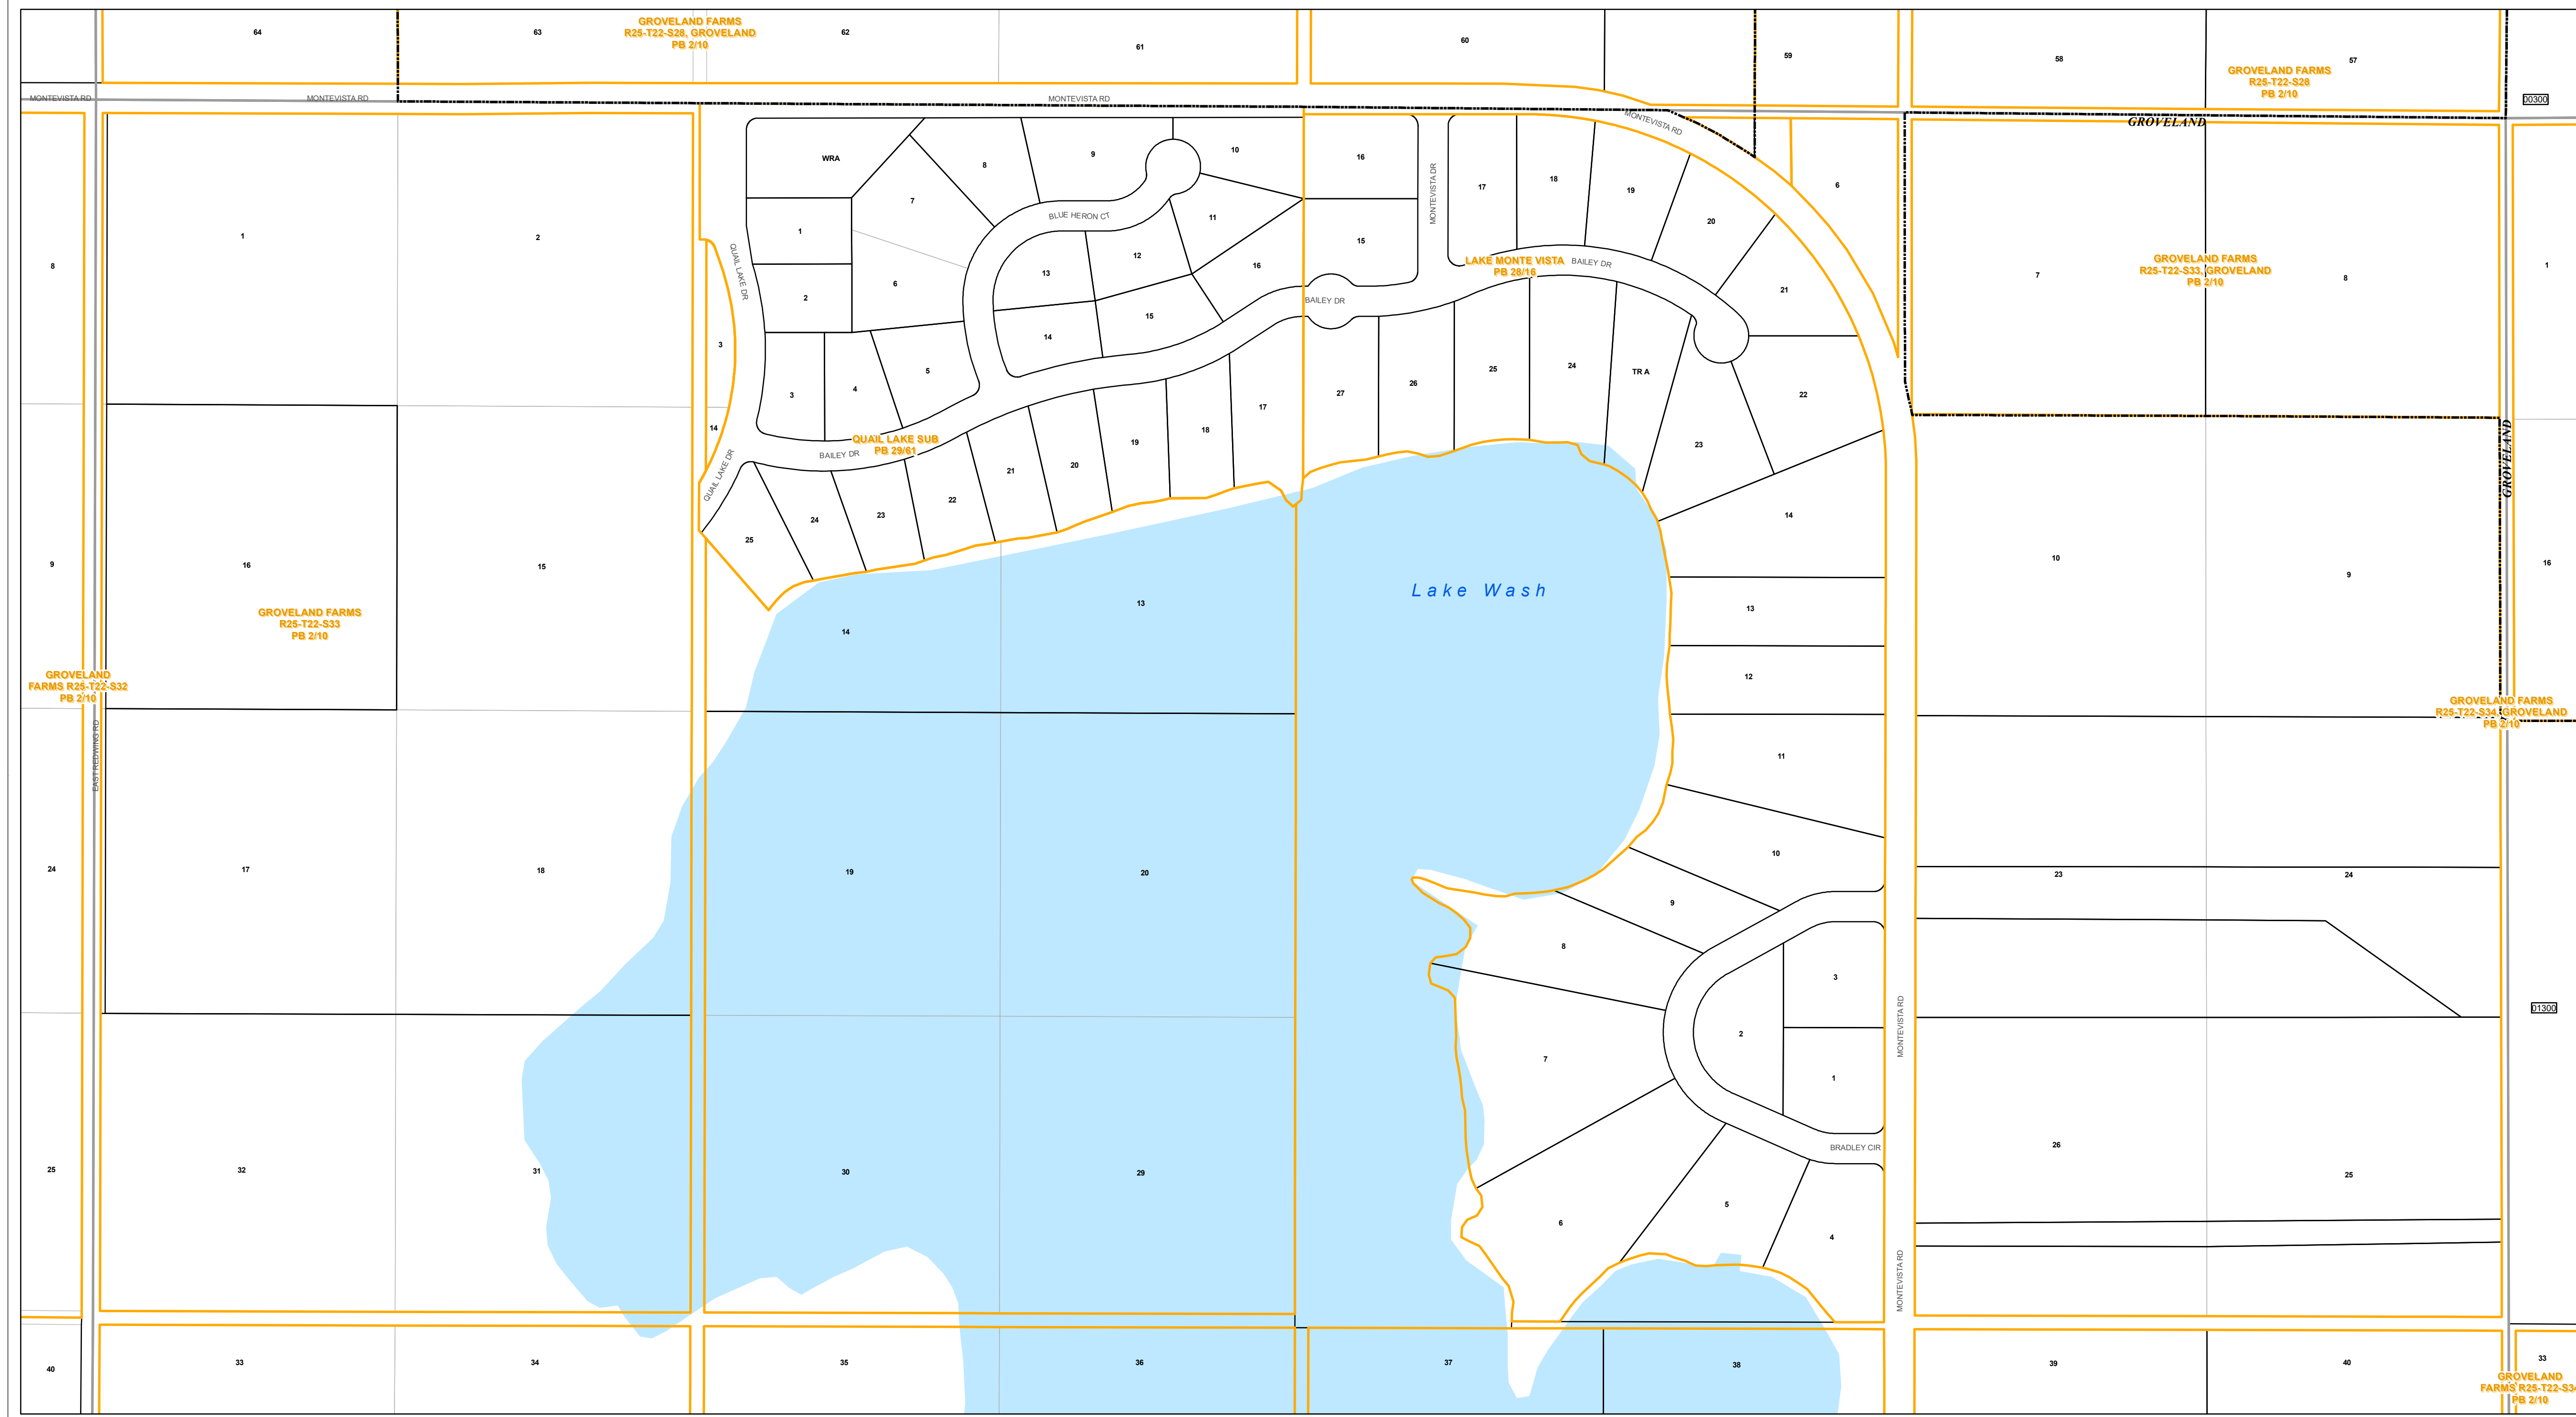 GROVELAND FARMS
R25-T22-S28, GROVELAND
PB 2/10
64
63
62
61
60
59
58
57
GROVELAND FARMS
R25-T22-S28
PB 2/10
00300
MONTEVISTA RD
MONTEVISTA RD
MONTEVISTA RD
MONTEVISTA RD
GROVELAND
WRA
8
9
10
16
MONTEVISTA DR
17
18
19
20
6
7
1
BLUE HERON CT
11
15
1
2
8
QUAIL LAKE DR
2
6
13
12
16
14
15
BAILEY DR
LAKE MONTE VISTA
PB 28/16
BAILEY DR
21
7
GROVELAND FARMS
R25-T22-S33, GROVELAND
PB 2/10
8
1
3
3
4
5
17
27
26
25
24
TR A
22
14
QUAIL LAKE SUB
PB 29/61
BAILEY DR
QUAIL LAKE DR
25
24
23
22
21
20
19
18
23
14
GROVELAND
9
16
15
GROVELAND FARMS
R25-T22-S33
PB 2/10
14
13
Lake Wash
13
12
10
9
16
GROVELAND
FARMS R25-T22-S32
PB 2/10
EAST REDWING RD
GROVELAND FARMS
R25-T22-S34, GROVELAND
PB 2/10
11
24
17
18
19
20
10
9
8
23
24
3
2
1
7
MONTEVISTA RD
01300
25
32
31
30
29
BRADLEY CIR
6
5
4
26
25
MONTEVISTA RD
40
33
34
35
36
37
38
39
40
33
GROVELAND
FARMS R25-T22-S34
PB 2/10